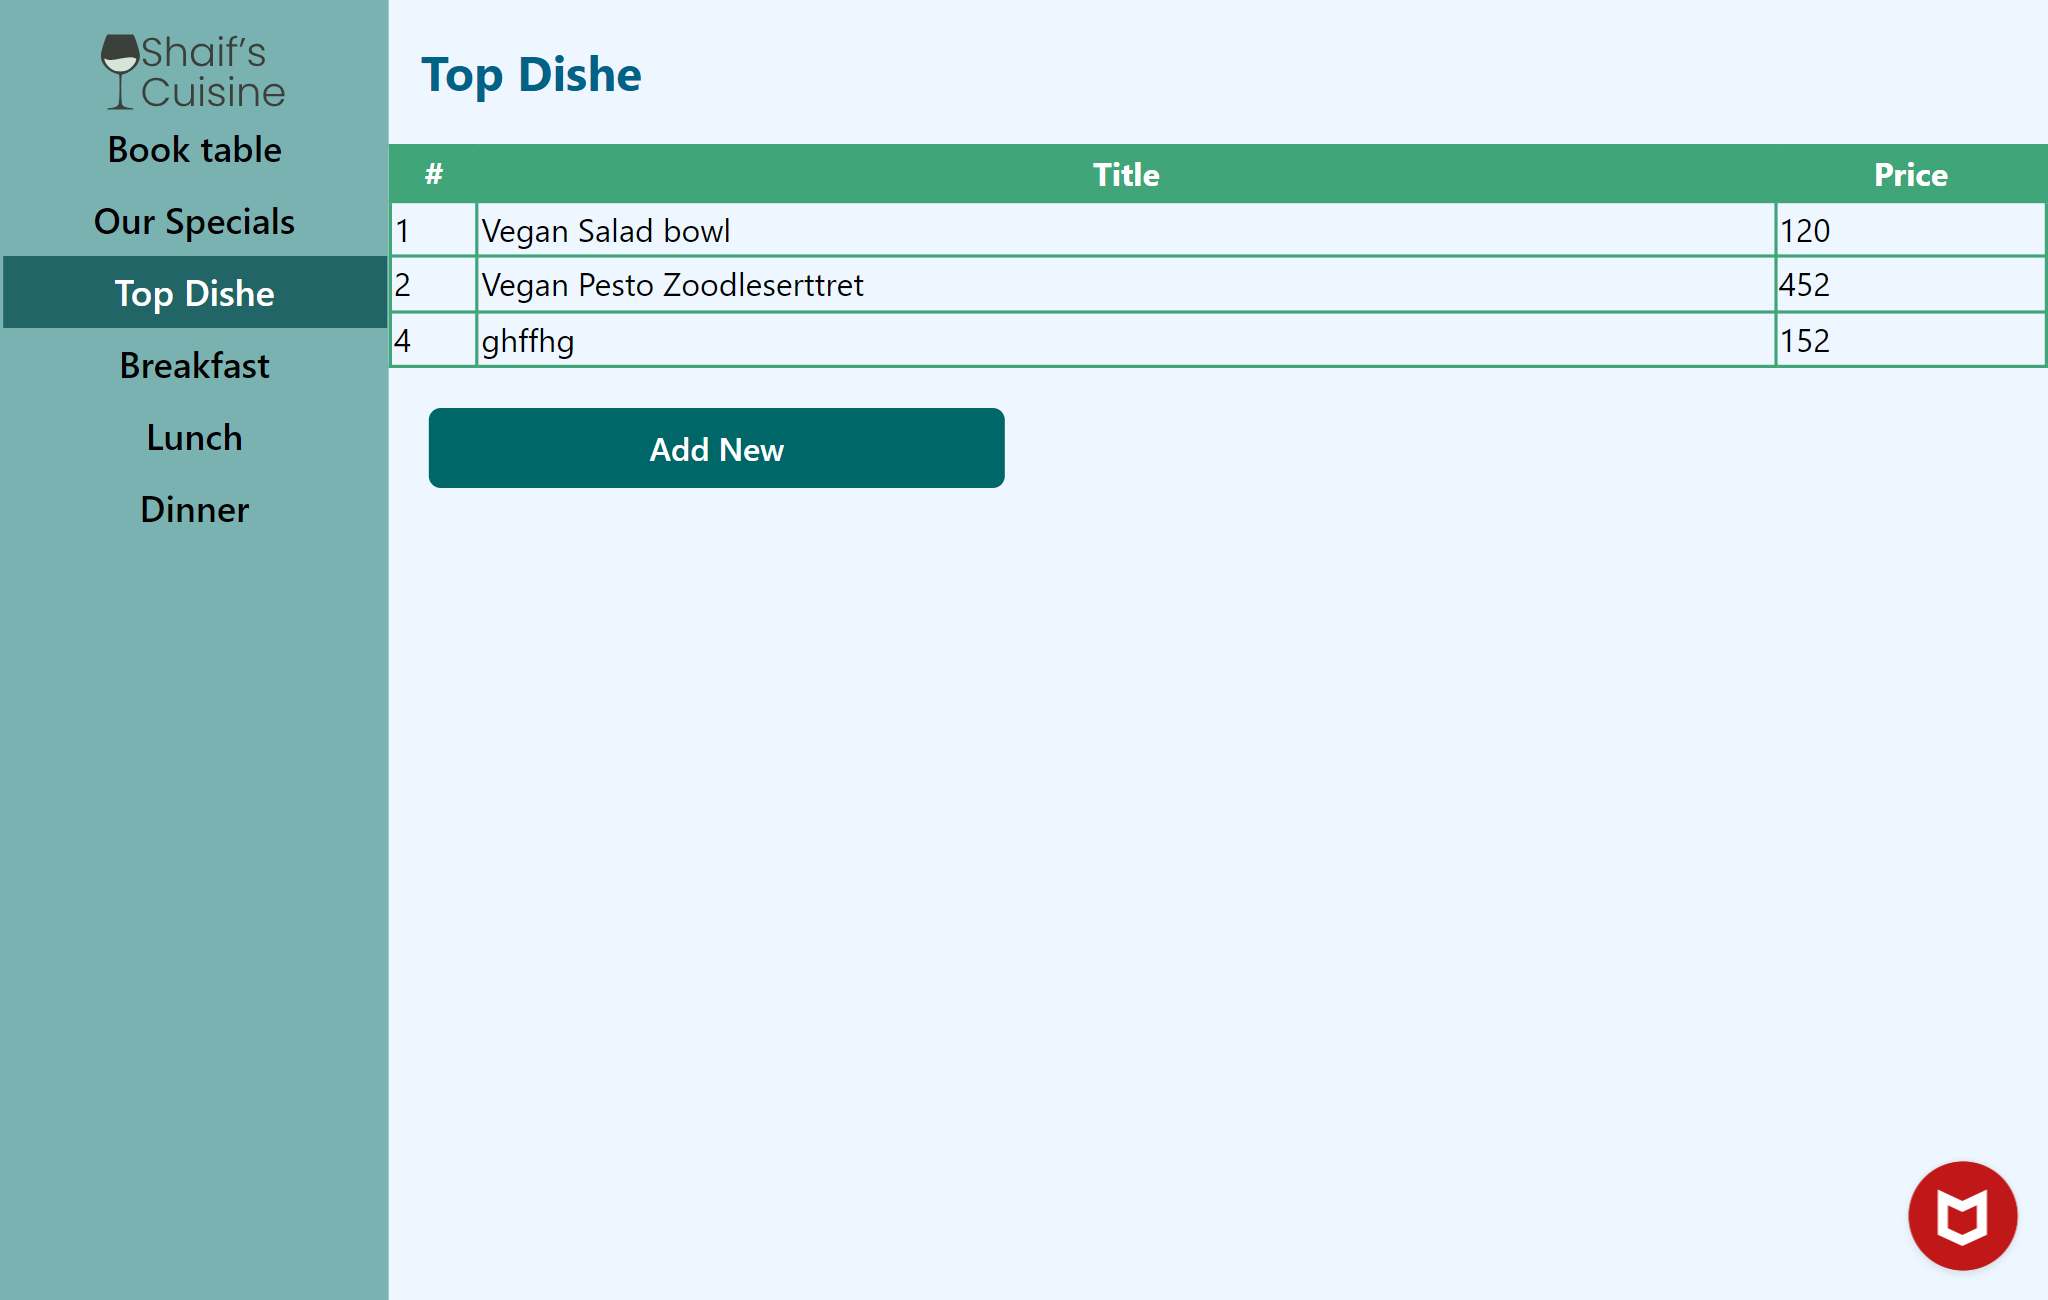 Shaif's
Cuisine
Book table
Our Specials
Top Dishe
Breakfast
Lunch
Dinner
Top Dishe
# Title Price
1 Vegan Salad bowl 120
2 Vegan Pesto Zoodleserttret 452
4 ghffhg 152
Add New